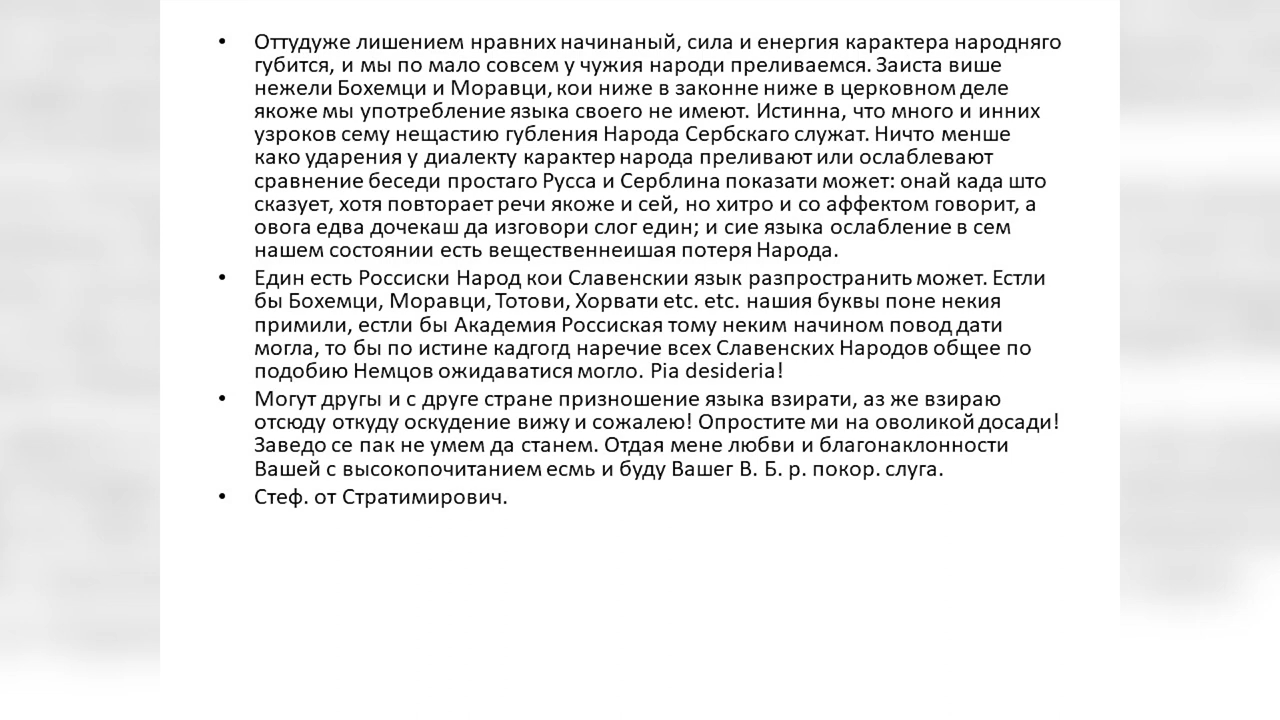 • Оттудуже лишением нравних начинаный, сила и енергия карактера народняго
губится, и мы по мало совсем у чужия народи преливаемся. Заиста више
нежели Бохемци и Моравци, кои ниже в законне ниже в церковном деле
якоже мы употребление языка своего не имеют. Истинна, что много и инних
узроков сему нещастию губления Народа Сербскаго служат. Ничто менше
како ударения у диалекту карактер народа преливают или ослаблевают
сравнение беседи простаго Русса и Серблина показати может: онай када што
сказует, хотя повторает речи якоже и сей, но хитро и со аффектом говорит, а
овога едва дочекаш да изговори слог един; и сие языка ослабление в сем
нашем состоянии есть вещественнеишая потеря Народа.
• Един есть Россиски Народ кои Славенскии язык разпространить может. Естли
бы Бохемци, Моравци, Тотови, Хорвати etc. etc. нашия буквы поне некия
примили, естли бы Академия Россиская тому неким начином повод дати
могла, то бы по истине кадгогд наречие всех Славенских Народов общее по
подобию Немцов ожидаватися могло. Pia desideria!
• Могут другы и с друге стране призношение языка взирати, аз же взираю
отсюду откуду оскудение вижу и сожалею! Опростите ми на оволикой досади!
Заведо се пак не умем да станем. Отдая мене любви и благонаклонности
Вашей с высокопочитанием есмь и буду Вашег В. Б. р. покор. слуга.
• Стеф. от Стратимирович.